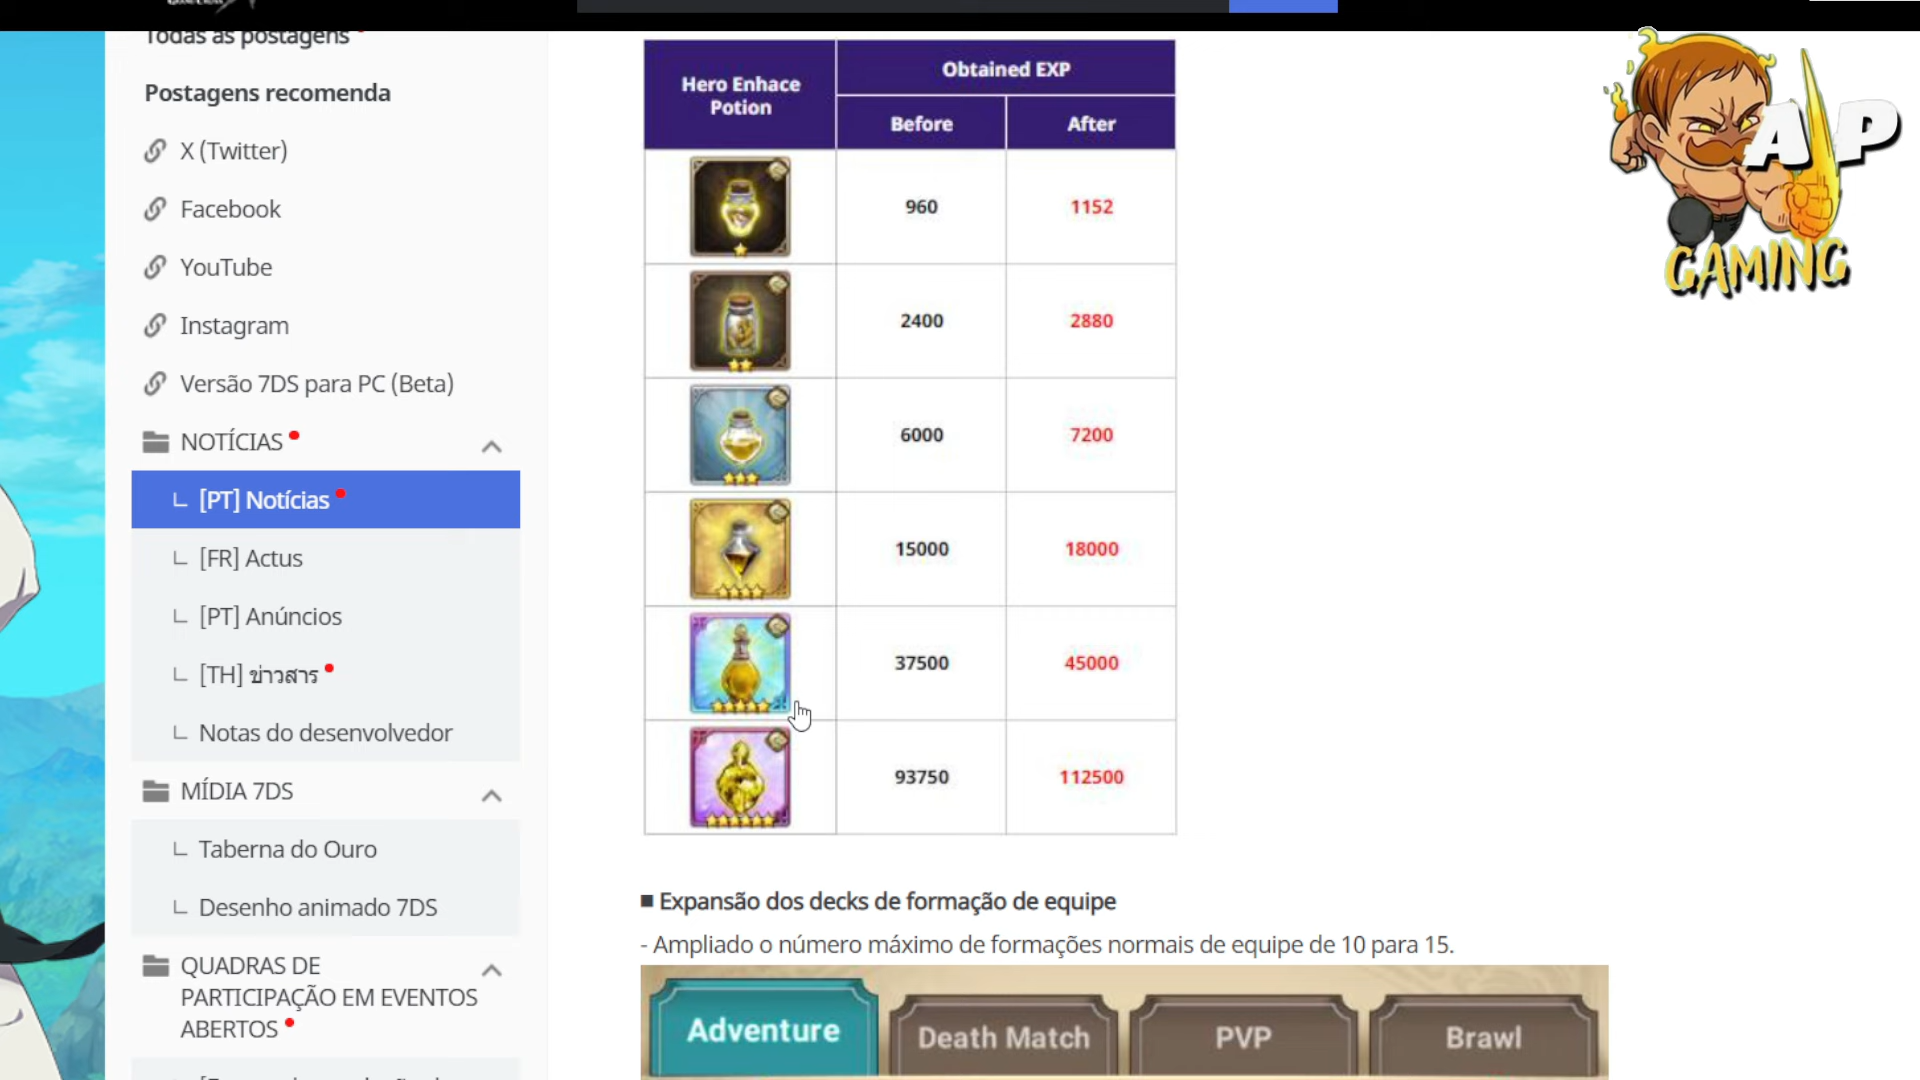 Todas as postagens
Postagens recomenda
X (Twitter)
Facebook
YouTube
Instagram
Versão 7DS para PC (Beta)
NOTÍCIAS
[PT] Notícias
[FR] Actus
[PT] Anúncios
[TH] ข่าวสาร
Notas do desenvolvedor
MÍDIA 7DS
Taberna do Ouro
Desenho animado 7DS
QUADRAS DE
PARTICIPAÇÃO EM EVENTOS
ABERTOS
Hero Enhace
Potion
Obtained EXP
Before
After
960
1152
2400
2880
6000
7200
15000
18000
37500
45000
93750
112500
■ Expansão dos decks de formação de equipe
- Ampliado o número máximo de formações normais de equipe de 10 para 15.
Adventure
Death Match
PVP
Brawl
AP
GAMING